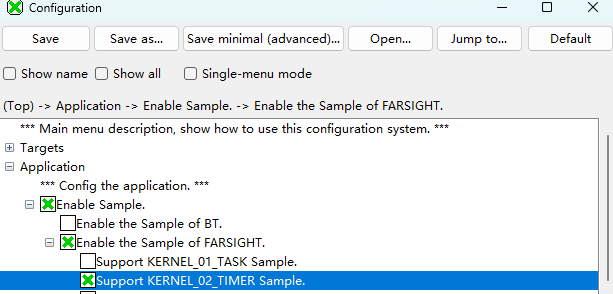 Configuration
Save
Save as...
Save minimal (advanced)...
Open...
Jump to...
Default
Show name
Show all
Single-menu mode
(Top) -> Application -> Enable Sample. -> Enable the Sample of FARSIGHT.
*** Main menu description, show how to use this configuration system. ***
Targets
Application
*** Config the application. ***
Enable Sample.
Enable the Sample of BT.
Enable the Sample of FARSIGHT.
Support KERNEL_01_TASK Sample.
Support KERNEL_02_TIMER Sample.